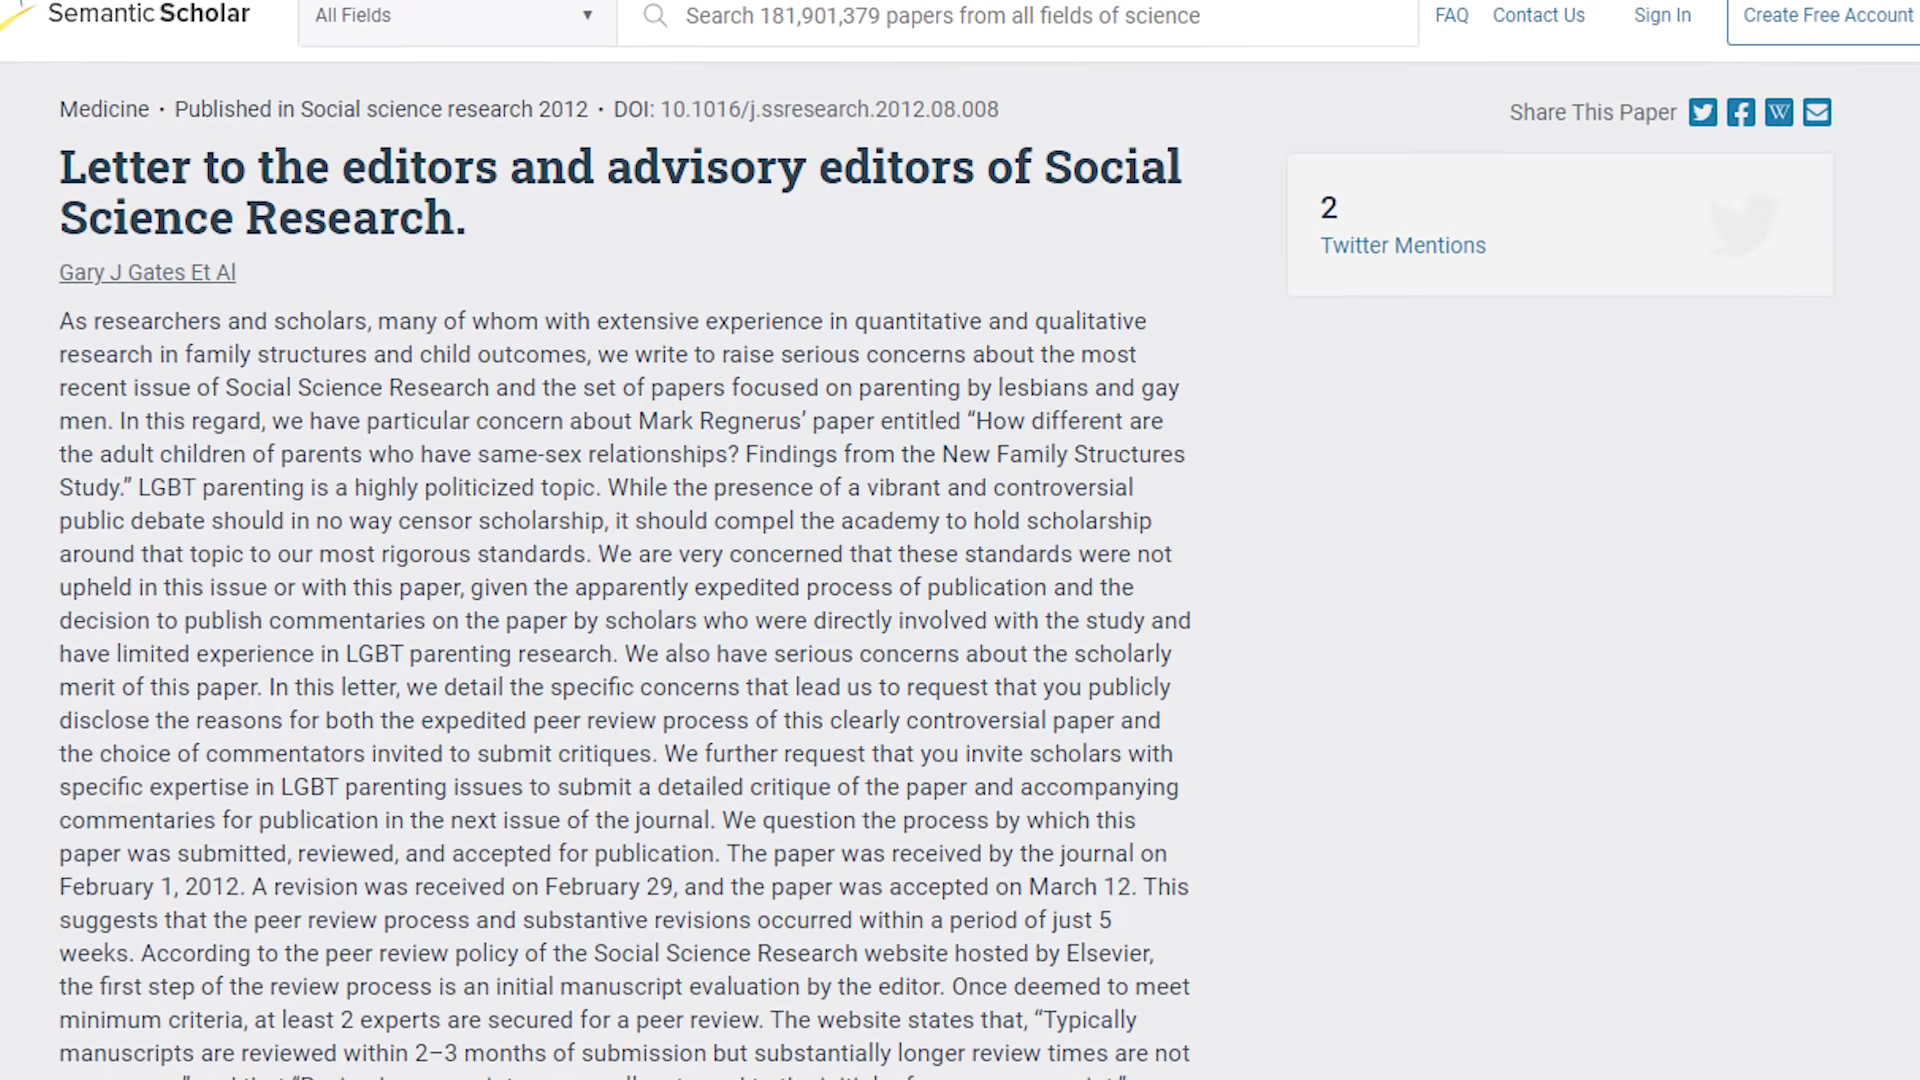 Semantic Scholar
All Fields
Search 181,901,379 papers from all fields of science
FAQ Contact Us Sign In Create Free Account
Medicine · Published in Social science research 2012 · DOI: 10.1016/j.ssresearch.2012.08.008
Share This Paper
Letter to the editors and advisory editors of Social
Science Research.
2
Twitter Mentions
Gary J Gates Et Al
As researchers and scholars, many of whom with extensive experience in quantitative and qualitative
research in family structures and child outcomes, we write to raise serious concerns about the most
recent issue of Social Science Research and the set of papers focused on parenting by lesbians and gay
men. In this regard, we have particular concern about Mark Regnerus’ paper entitled “How different are
the adult children of parents who have same-sex relationships? Findings from the New Family Structures
Study.” LGBT parenting is a highly politicized topic. While the presence of a vibrant and controversial
public debate should in no way censor scholarship, it should compel the academy to hold scholarship
around that topic to our most rigorous standards. We are very concerned that these standards were not
upheld in this issue or with this paper, given the apparently expedited process of publication and the
decision to publish commentaries on the paper by scholars who were directly involved with the study and
have limited experience in LGBT parenting research. We also have serious concerns about the scholarly
merit of this paper. In this letter, we detail the specific concerns that lead us to request that you publicly
disclose the reasons for both the expedited peer review process of this clearly controversial paper and
the choice of commentators invited to submit critiques. We further request that you invite scholars with
specific expertise in LGBT parenting issues to submit a detailed critique of the paper and accompanying
commentaries for publication in the next issue of the journal. We question the process by which this
paper was submitted, reviewed, and accepted for publication. The paper was received by the journal on
February 1, 2012. A revision was received on February 29, and the paper was accepted on March 12. This
suggests that the peer review process and substantive revisions occurred within a period of just 5
weeks. According to the peer review policy of the Social Science Research website hosted by Elsevier,
the first step of the review process is an initial manuscript evaluation by the editor. Once deemed to meet
minimum criteria, at least 2 experts are secured for a peer review. The website states that, “Typically
manuscripts are reviewed within 2–3 months of submission but substantially longer review times are not